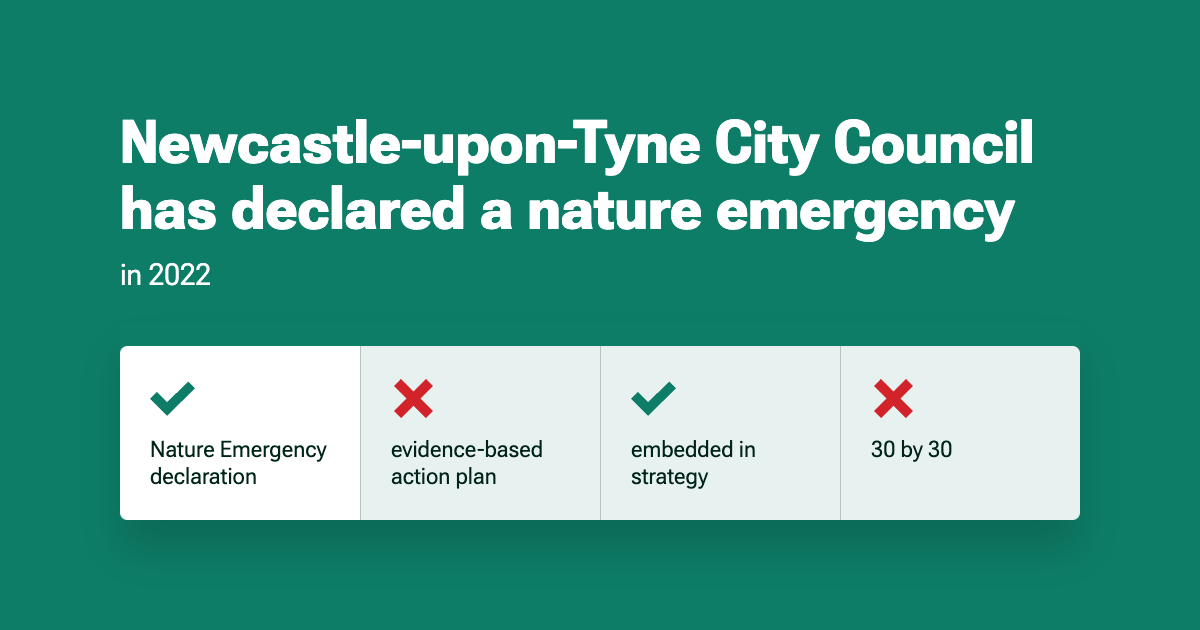 Newcastle-upon-Tyne City Council
has declared a nature emergency
in 2022
Nature Emergency
declaration
evidence-based
action plan
embedded in
strategy
30 by 30